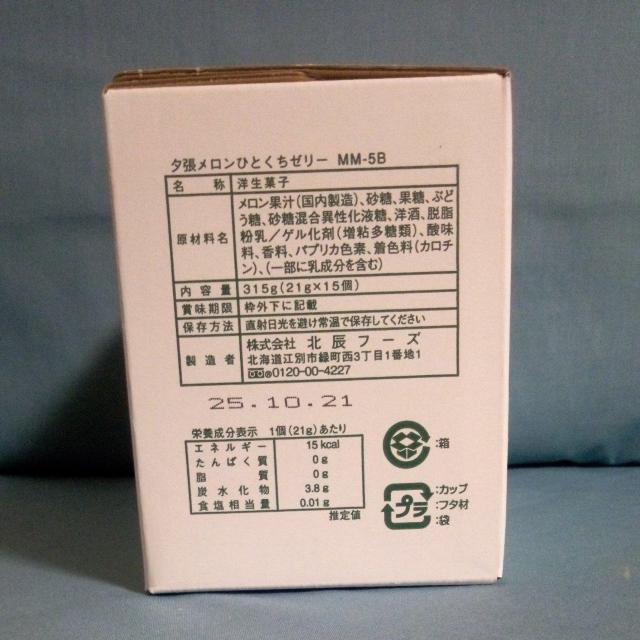 夕張メロンひとくちゼリー MM-5B
名称 洋生菓子
原材料名 メロン果汁(国内製造)、砂糖、果糖、ぶど
う糖、砂糖混合異性化液糖、洋酒、脱脂
粉乳/ゲル化剤(増粘多糖類)、酸味
料、香料、パプリカ色素、着色料(カロチ
ン)、(一部に乳成分を含む)
内容量 315g(21g×15個)
賞味期限 枠外下に記載
保存方法 直射日光を避け常温で保存してください
製造者 株式会社 北辰フーズ
北海道江別市緑町西3丁目1番地1
0120-00-4227
25.10.21
栄養成分表示 1個(21g)あたり
エネルギー 15kcal
たんぱく質 0g
脂質 0g
炭水化物 3.8g
食塩相当量 0.01g
推定値
:箱
プラ
:カップ
:フタ材
:袋